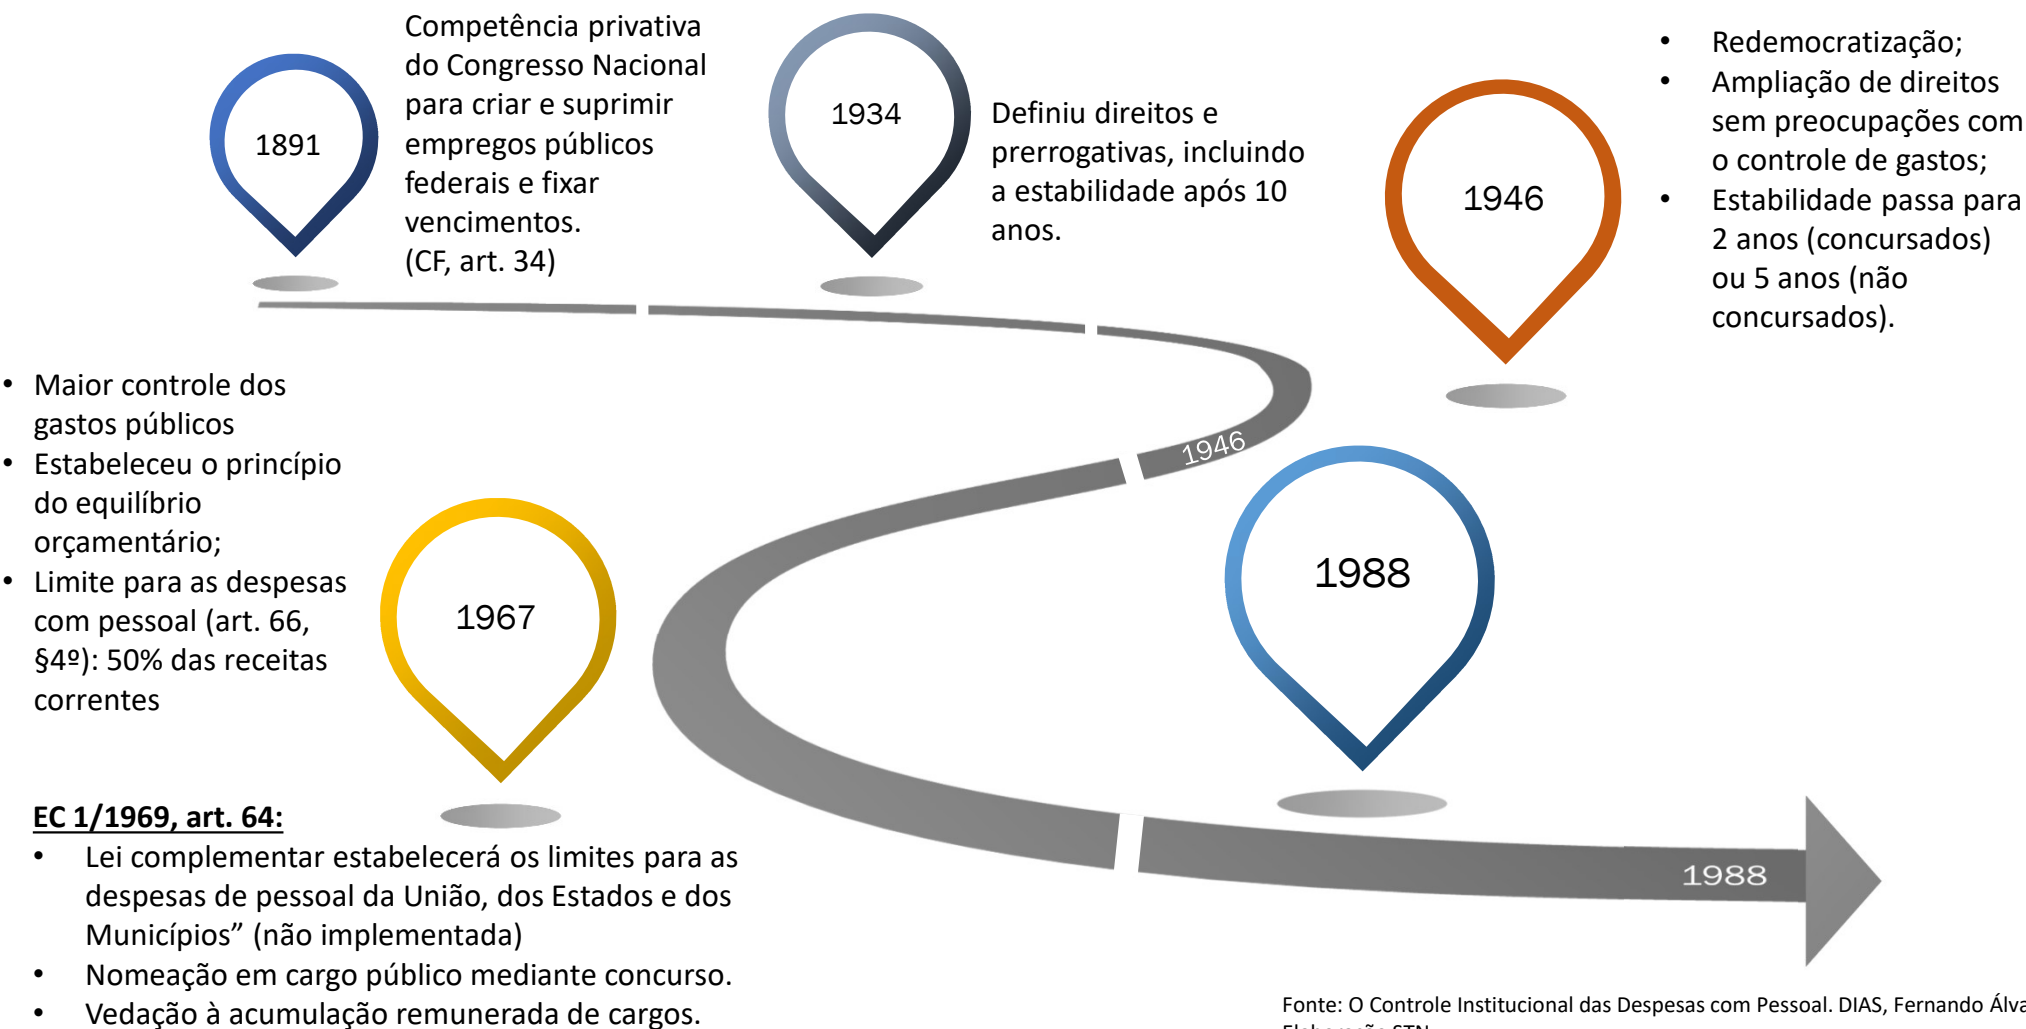 1891
Competência privativa
do Congresso Nacional
para criar e suprimir
empregos públicos
federais e fixar
vencimentos.
(CF, art. 34)
1934
Definiu direitos e
prerrogativas, incluindo
a estabilidade após 10
anos.
1946
• Redemocratização;
• Ampliação de direitos
sem preocupações com
o controle de gastos;
• Estabilidade passa para
2 anos (concursados)
ou 5 anos (não
concursados).
1946
• Maior controle dos
gastos públicos
• Estabeleceu o princípio
do equilíbrio
orçamentário;
• Limite para as despesas
com pessoal (art. 66,
§4º): 50% das receitas
correntes
1967
1988
EC 1/1969, art. 64:
• Lei complementar estabelecerá os limites para as
despesas de pessoal da União, dos Estados e dos
Municípios” (não implementada)
• Nomeação em cargo público mediante concurso.
• Vedação à acumulação remunerada de cargos.
1988
Fonte: O Controle Institucional das Despesas com Pessoal. DIAS, Fernando